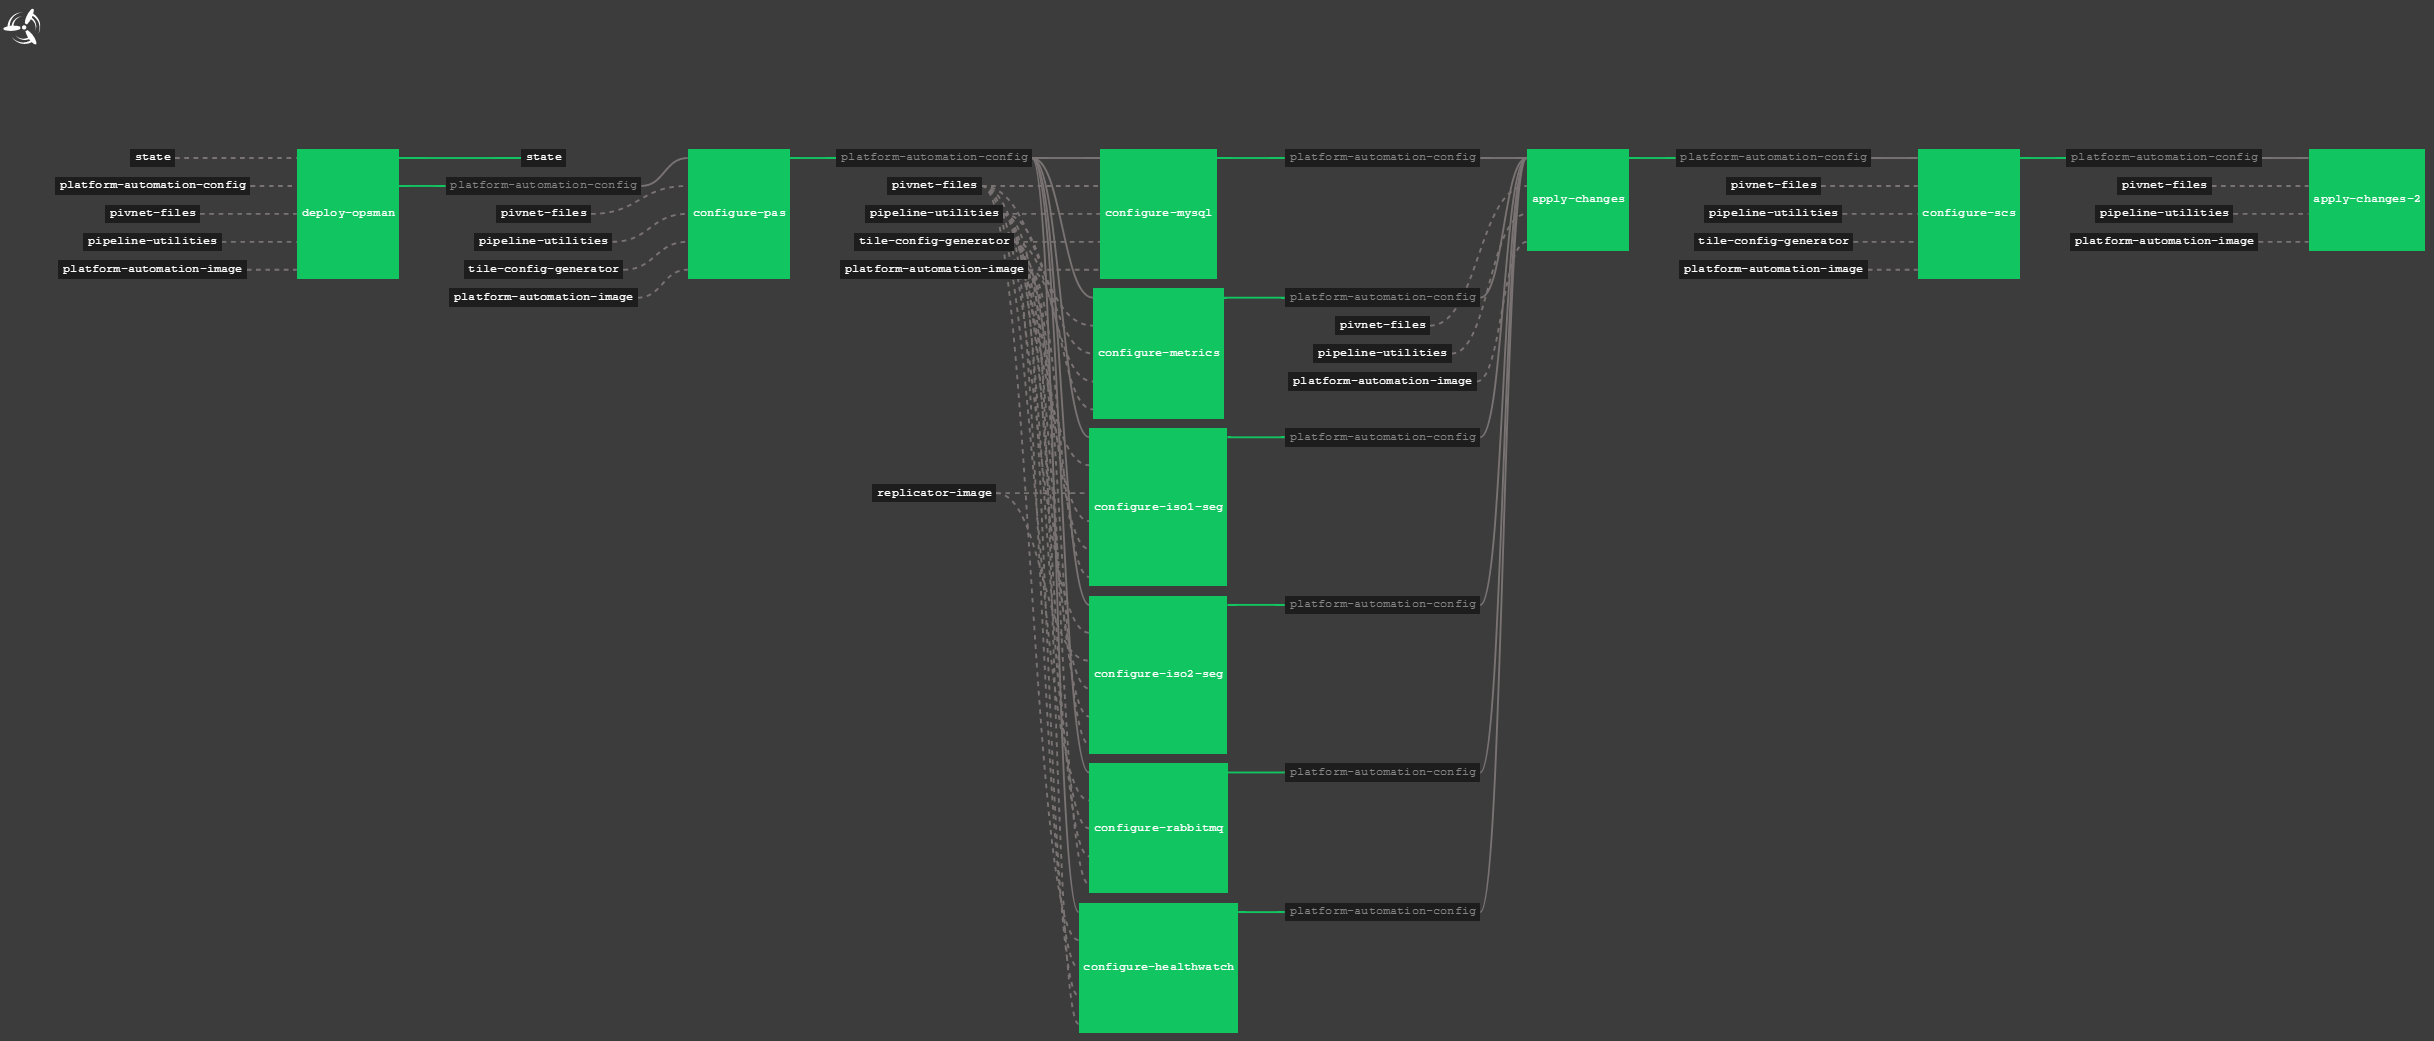 state
platform-automation-config
pivnet-files
pipeline-utilities
platform-automation-image
deploy-opsman
state
platform-automation-config
pivnet-files
pipeline-utilities
tile-config-generator
platform-automation-image
configure-pas
platform-automation-config
pivnet-files
pipeline-utilities
tile-config-generator
platform-automation-image
replicator-image
configure-mysql
configure-metrics
configure-iso1-seg
configure-iso2-seg
configure-rabbitmq
configure-healthwatch
platform-automation-config
platform-automation-config
pivnet-files
pipeline-utilities
platform-automation-image
platform-automation-config
platform-automation-config
platform-automation-config
platform-automation-config
apply-changes
platform-automation-config
pivnet-files
pipeline-utilities
tile-config-generator
platform-automation-image
configure-scs
platform-automation-config
pivnet-files
pipeline-utilities
platform-automation-image
apply-changes-2